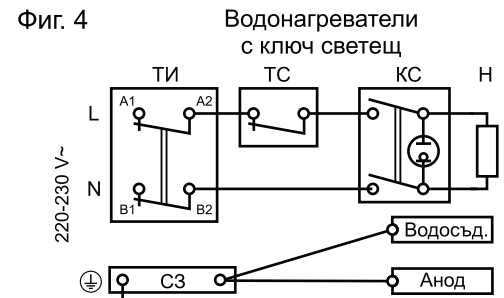 Фиг. 4
Водонагреватели
с ключ светещ
ТИ ТС КС Н
A1 A2
L
N
B1 B2
220-230 V~
Водосъд.
СЗ
Анод